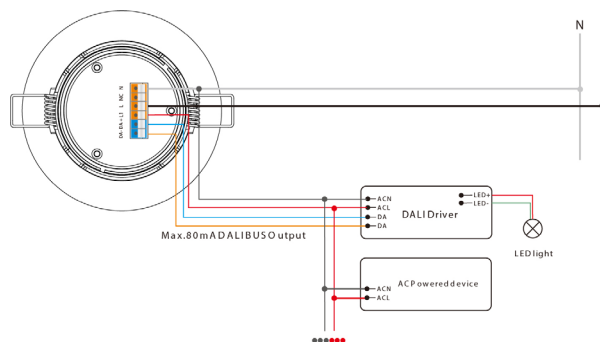 N
DA- DA+ L1 L NC N
ACN
ACL
DA
DA
DALI Driver
LED+
LED-
LED light
Max.80mA DALI BUS Output
AC Powered device
ACN
ACL